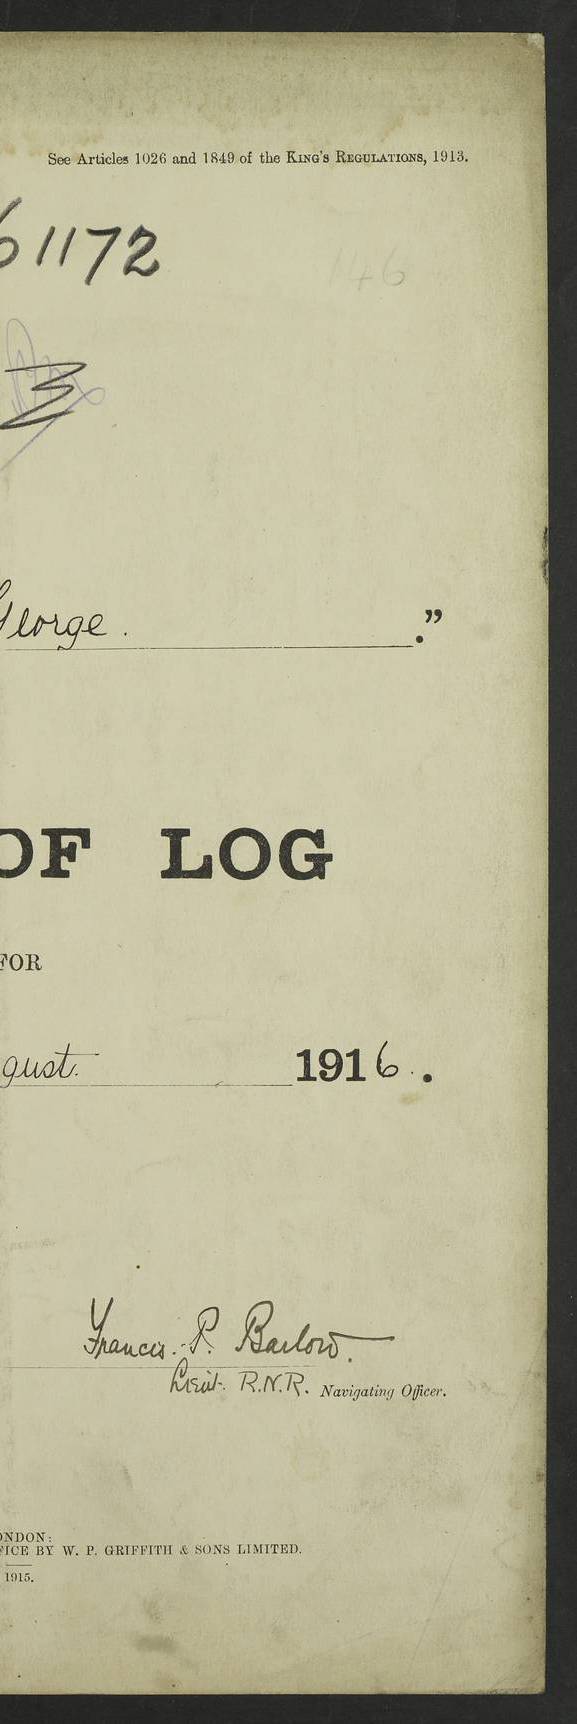 See Articles 1026 and 1849 of the KING'S REGULATIONS, 1913.
61172
146
George.
."
OF LOG
FOR
gust. 1916.
Francis. P. Barlow.
Lieut. R.N.R. Navigating Officer.
ONDON:
FICE BY W. P. GRIFFITH & SONS LIMITED.
1915.